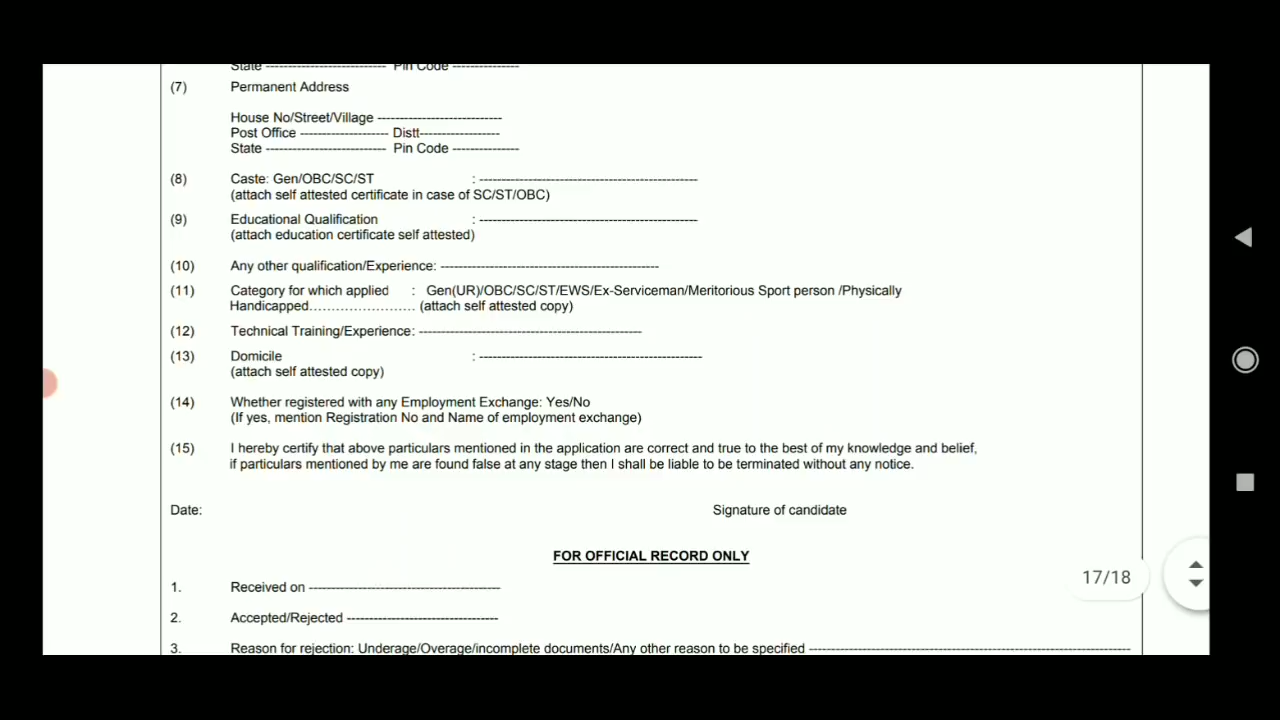 State -------------------------- Pin Code ---------------
(7) Permanent Address
House No/Street/Village ----------------------------
Post Office -------------------- Distt------------------
State --------------------------- Pin Code ---------------
(8) Caste: Gen/OBC/SC/ST : -------------------------------------------------
(attach self attested certificate in case of SC/ST/OBC)
(9) Educational Qualification : -------------------------------------------------
(attach education certificate self attested)
(10) Any other qualification/Experience: -------------------------------------------------
(11) Category for which applied : Gen(UR)/OBC/SC/ST/EWS/Ex-Serviceman/Meritorious Sport person /Physically
Handicapped........................ (attach self attested copy)
(12) Technical Training/Experience: --------------------------------------------------
(13) Domicile : --------------------------------------------------
(attach self attested copy)
(14) Whether registered with any Employment Exchange: Yes/No
(If yes, mention Registration No and Name of employment exchange)
(15) I hereby certify that above particulars mentioned in the application are correct and true to the best of my knowledge and belief,
if particulars mentioned by me are found false at any stage then I shall be liable to be terminated without any notice.
Date: Signature of candidate
FOR OFFICIAL RECORD ONLY
1. Received on -------------------------------------------
17/18
2. Accepted/Rejected ----------------------------------
3. Reason for rejection: Underage/Overage/incomplete documents/Any other reason to be specified ------------------------------------------------------------------------